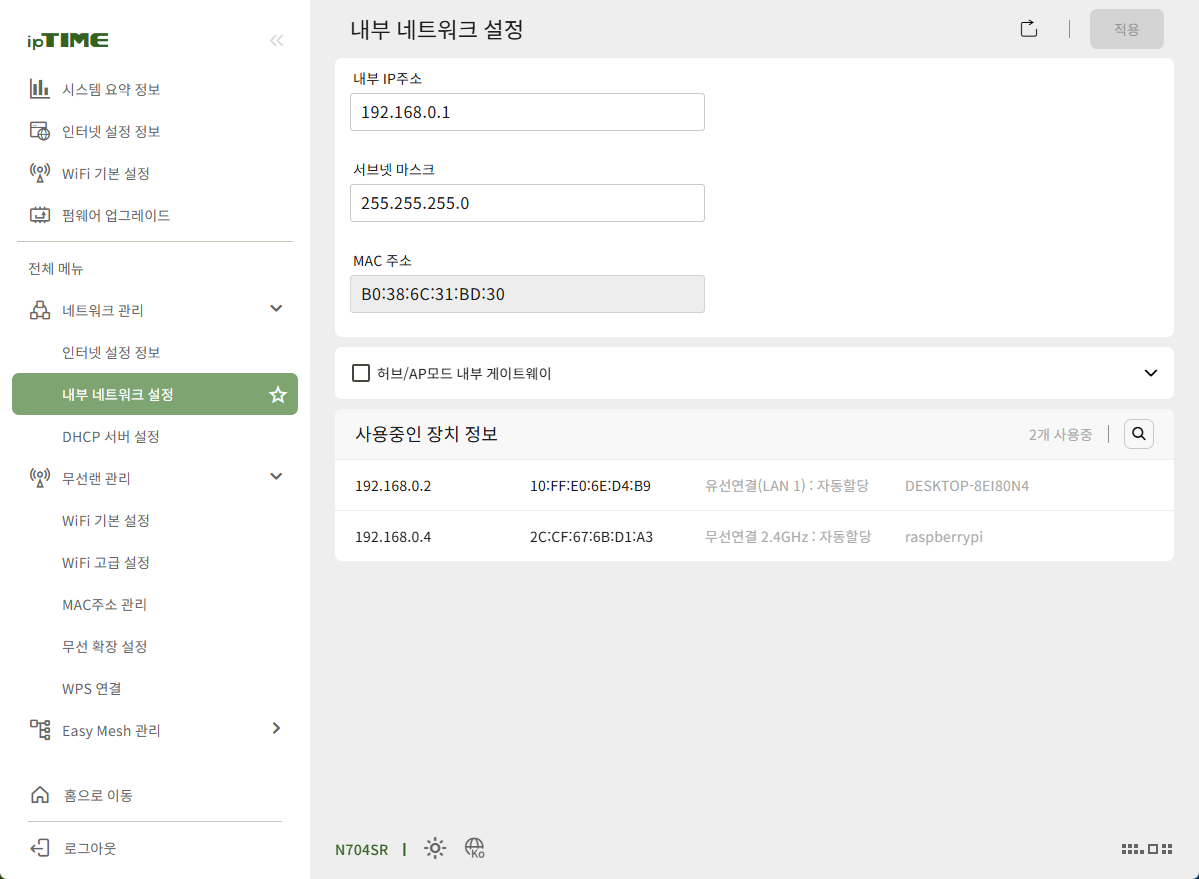 ipTIME
시스템 요약 정보
인터넷 설정 정보
WiFi 기본 설정
펌웨어 업그레이드
전체 메뉴
네트워크 관리
인터넷 설정 정보
내부 네트워크 설정
DHCP 서버 설정
무선랜 관리
WiFi 기본 설정
WiFi 고급 설정
MAC주소 관리
무선 확장 설정
WPS 연결
Easy Mesh 관리
홈으로 이동
로그아웃
내부 네트워크 설정
적용
내부 IP주소
192.168.0.1
서브넷 마스크
255.255.255.0
MAC 주소
B0:38:6C:31:BD:30
허브/AP모드 내부 게이트웨이
사용중인 장치 정보 2개 사용중
192.168.0.2 10:FF:E0:6E:D4:B9 유선연결(LAN 1) : 자동할당 DESKTOP-8EI80N4
192.168.0.4 2C:CF:67:6B:D1:A3 무선연결 2.4GHz : 자동할당 raspberrypi
N704SR Ko